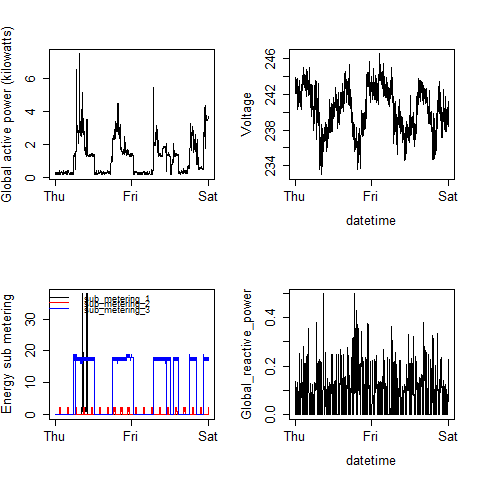 Global active power (kilowatts)
0 2 4 6
Thu Fri Sat
Voltage
234 238 242 246
Thu Fri Sat
datetime
Energy sub metering
0 10 20 30
sub_metering_1
sub_metering_2
sub_metering_3
Thu Fri Sat
Global_reactive_power
0.0 0.2 0.4
Thu Fri Sat
datetime